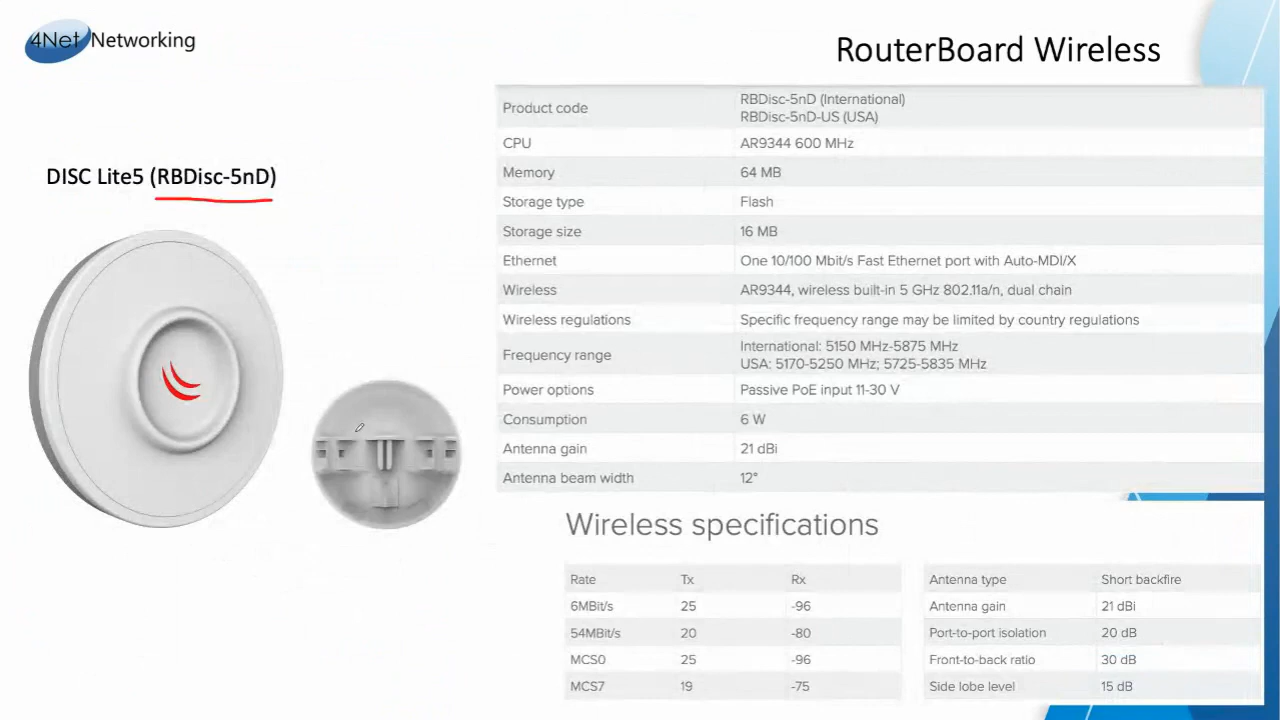 4Net Networking
RouterBoard Wireless
DISC Lite5 (RBDisc-5nD)
Product code RBDisc-5nD (International)
RBDisc-5nD-US (USA)
CPU AR9344 600 MHz
Memory 64 MB
Storage type Flash
Storage size 16 MB
Ethernet One 10/100 Mbit/s Fast Ethernet port with Auto-MDI/X
Wireless AR9344, wireless built-in 5 GHz 802.11a/n, dual chain
Wireless regulations Specific frequency range may be limited by country regulations
Frequency range International: 5150 MHz-5875 MHz
USA: 5170-5250 MHz; 5725-5835 MHz
Power options Passive PoE input 11-30 V
Consumption 6 W
Antenna gain 21 dBi
Antenna beam width 12°
Wireless specifications
Rate Tx Rx
6MBit/s 25 -96
54MBit/s 20 -80
MCS0 25 -96
MCS7 19 -75
Antenna type Short backfire
Antenna gain 21 dBi
Port-to-port isolation 20 dB
Front-to-back ratio 30 dB
Side lobe level 15 dB